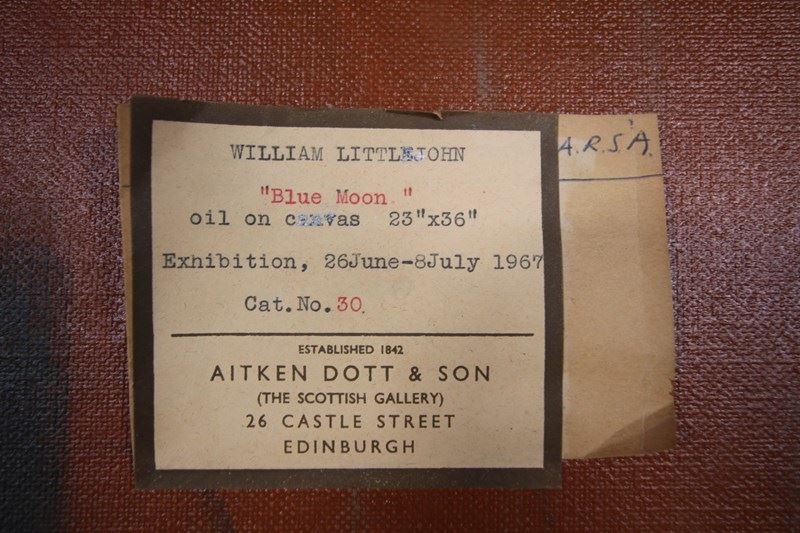 WILLIAM LITTLEJOHN
"Blue Moon "
oil on canvas 23"x36"
Exhibition, 26June-8July 1967
Cat.No.30.
ESTABLISHED 1842
AITKEN DOTT & SON
(THE SCOTTISH GALLERY)
26 CASTLE STREET
EDINBURGH
A.R.S.A.